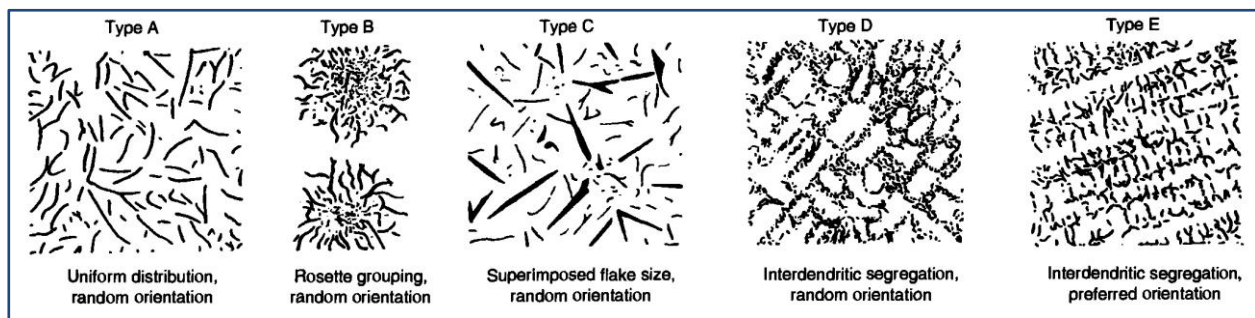 Type A
Type B
Type C
Type D
Type E
Uniform distribution,
random orientation
Rosette grouping,
random orientation
Superimposed flake size,
random orientation
Interdendritic segregation,
random orientation
Interdendritic segregation,
preferred orientation